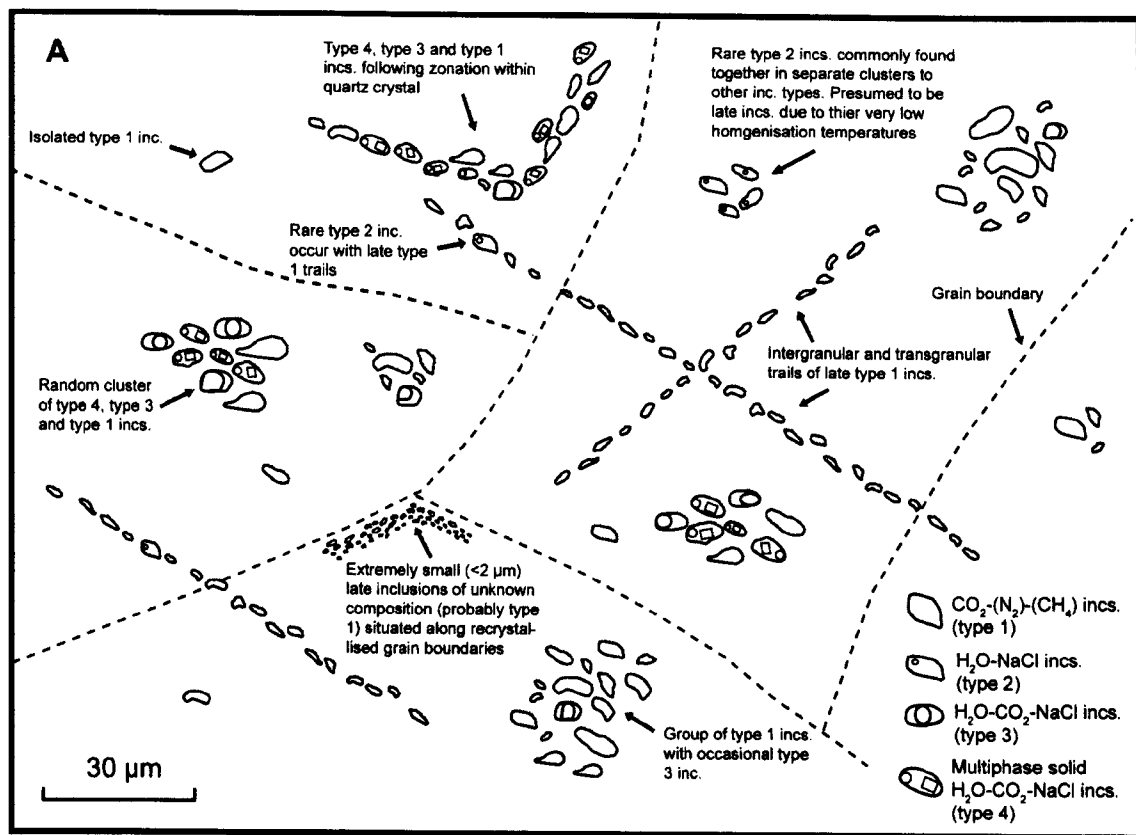 A
Type 4, type 3 and type 1
incs. following zonation within
quartz crystal
Rare type 2 incs. commonly found
together in separate clusters to
other inc. types. Presumed to be
late incs. due to thier very low
homgenisation temperatures
Isolated type 1 inc.
Rare type 2 inc.
occur with late type
1 trails
Grain boundary
Intergranular and transgranular
trails of late type 1 incs.
Random cluster
of type 4, type 3
and type 1 incs.
Extremely small (<2 µm)
late inclusions of unknown
composition (probably type
1) situated along recrystal-
lised grain boundaries
Group of type 1 incs.
with occasional type
3 inc.
CO₂-(N₂)-(CH₄) incs.
(type 1)
H₂O-NaCl incs.
(type 2)
H₂O-CO₂-NaCl incs.
(type 3)
Multiphase solid
H₂O-CO₂-NaCl incs.
(type 4)
30 µm